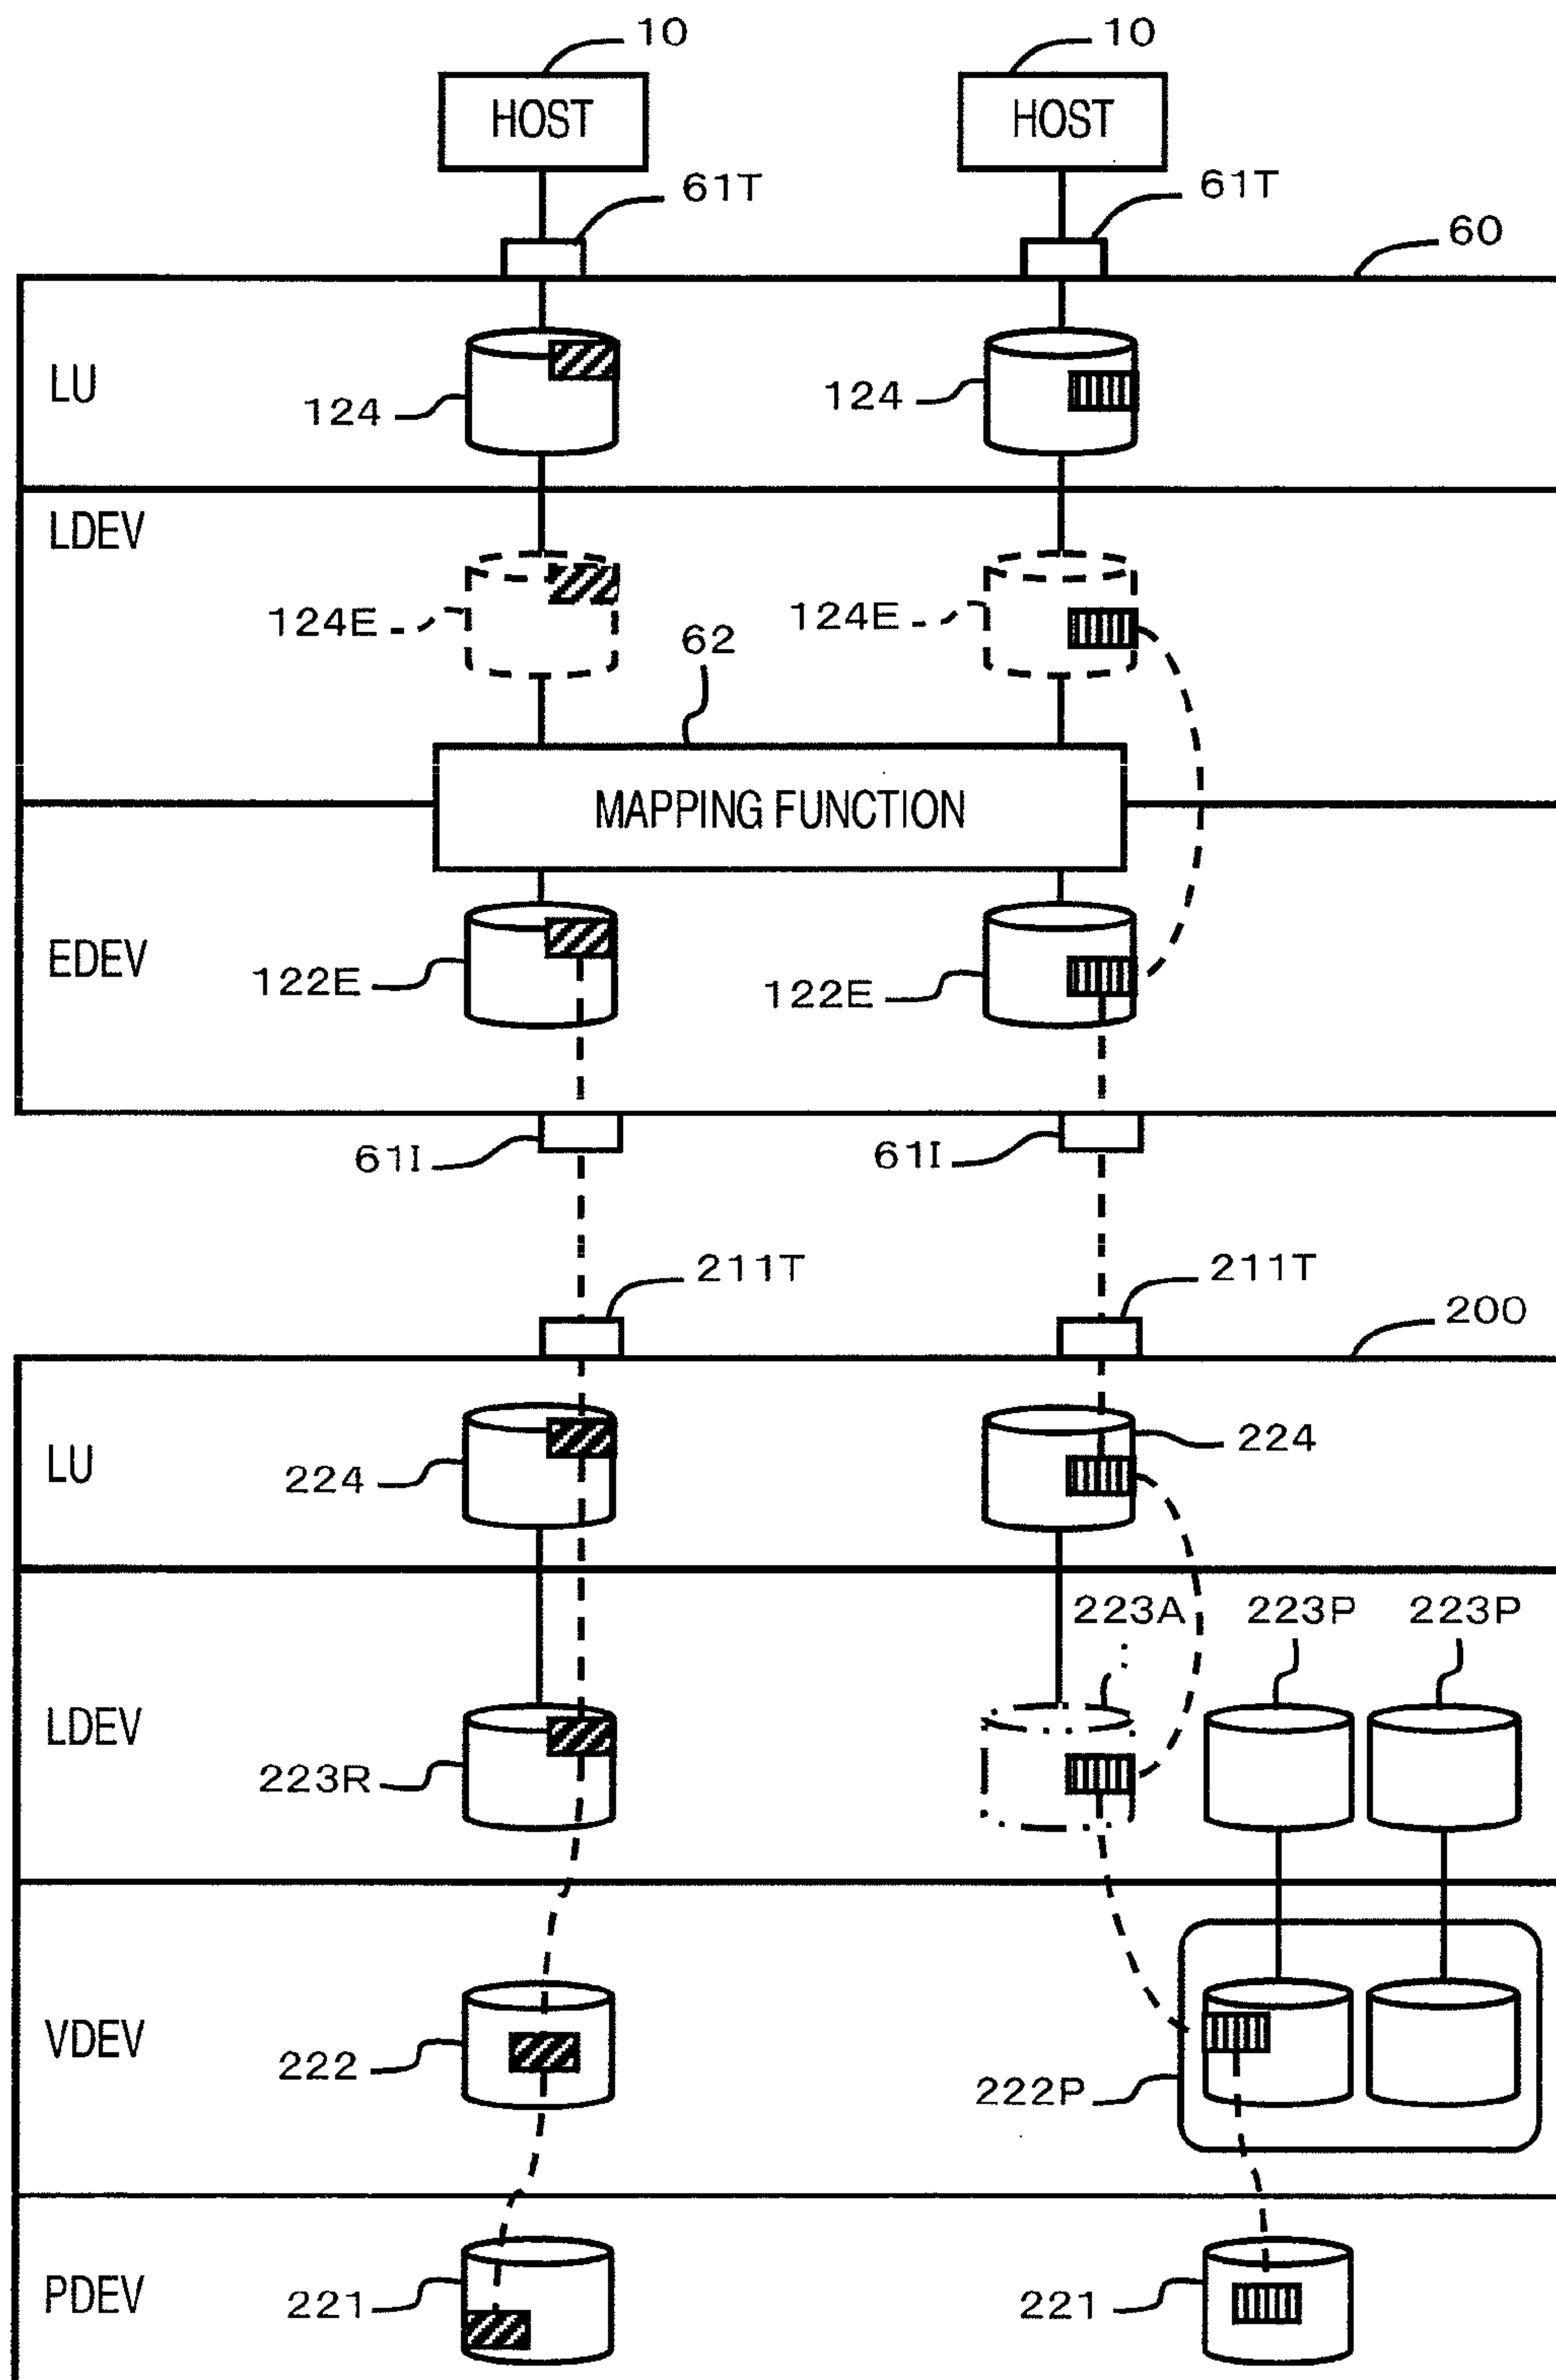 10 10
HOST HOST
61T 61T
60
LU 124 124
LDEV
124E 124E
62
MAPPING FUNCTION
EDEV 122E 122E
61I 61I
211T 211T
200
LU 224 224
223A 223P 223P
LDEV
223R
VDEV 222 222P
PDEV 221 221